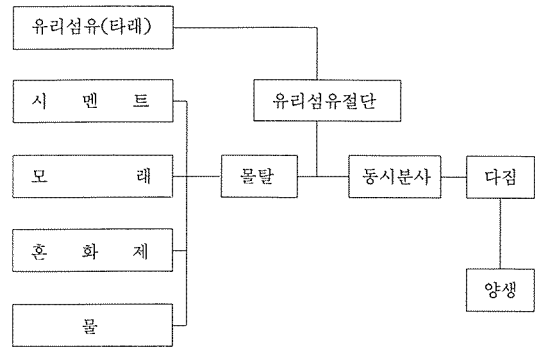 유리섬유(타래)
시 멘 트
유리섬유절단
모 래
몰탈
동시분사
다짐
혼 화 제
양생
물